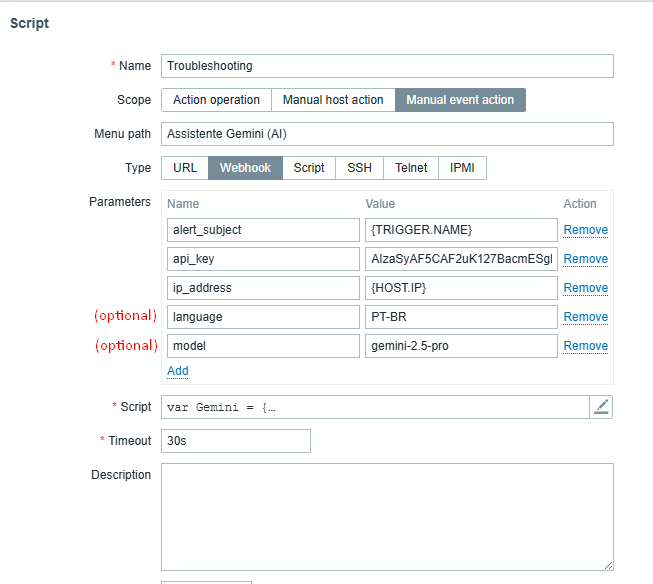 Script
* Name Troubleshooting
Scope Action operation Manual host action Manual event action
Menu path Assistente Gemini (AI)
Type URL Webhook Script SSH Telnet IPMI
Parameters Name Value Action
alert_subject {TRIGGER.NAME} Remove
api_key AIzaSyAF5CAF2uK127BacmESgl Remove
ip_address {HOST.IP} Remove
(optional) language PT-BR Remove
(optional) model gemini-2.5-pro Remove
Add
* Script var Gemini = {…
* Timeout 30s
Description